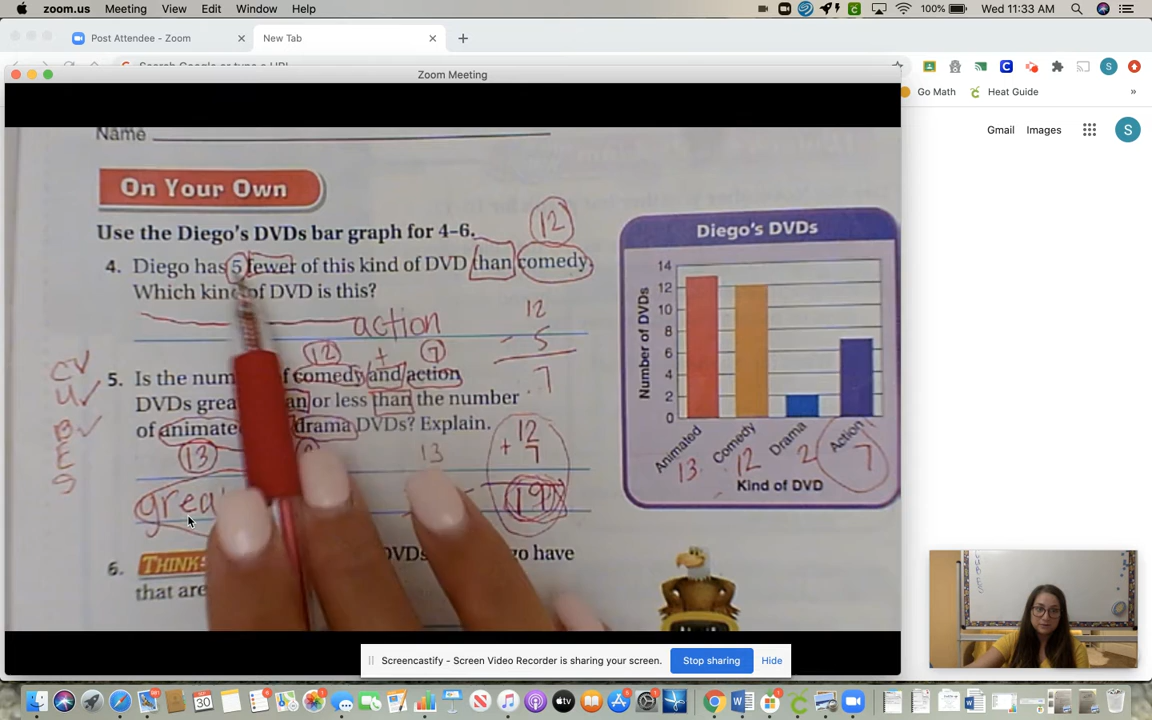 zoom.us Meeting View Edit Window Help
100% Wed 11:33 AM
Post Attendee - Zoom
New Tab
Zoom Meeting
Go Math
Heat Guide
Gmail Images
S
S
Name
On Your Own
Use the Diego's DVDs bar graph for 4–6.
12
4. Diego has 5 fewer of this kind of DVD than comedy.
Which kind of DVD is this?
action
12
- 5
7
12 + 7
5. Is the of comedy and action
DVDs or less than the number
of drama DVDs? Explain.
CV
U
B
E
S
13
13
12
+ 7
19
6. THINK
DVDs have
that are
Diego's DVDs
Number of DVDs
14
12
10
8
6
4
2
0
Animated Comedy Drama Action
13 12 2 7
Kind of DVD
Screencastify - Screen Video Recorder is sharing your screen.
Stop sharing
Hide